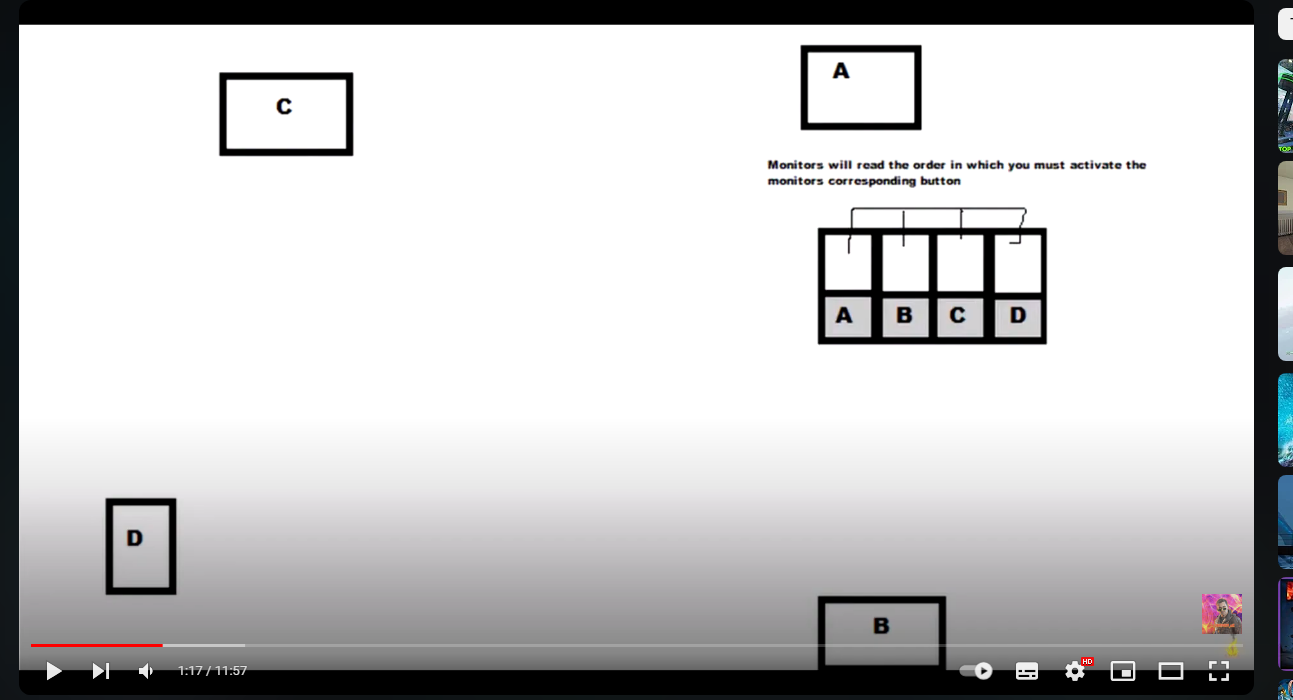 C
A
Monitors will read the order in which you must activate the
monitors corresponding button
A B C D
D
B
1:17 / 11:57
HD
TOP